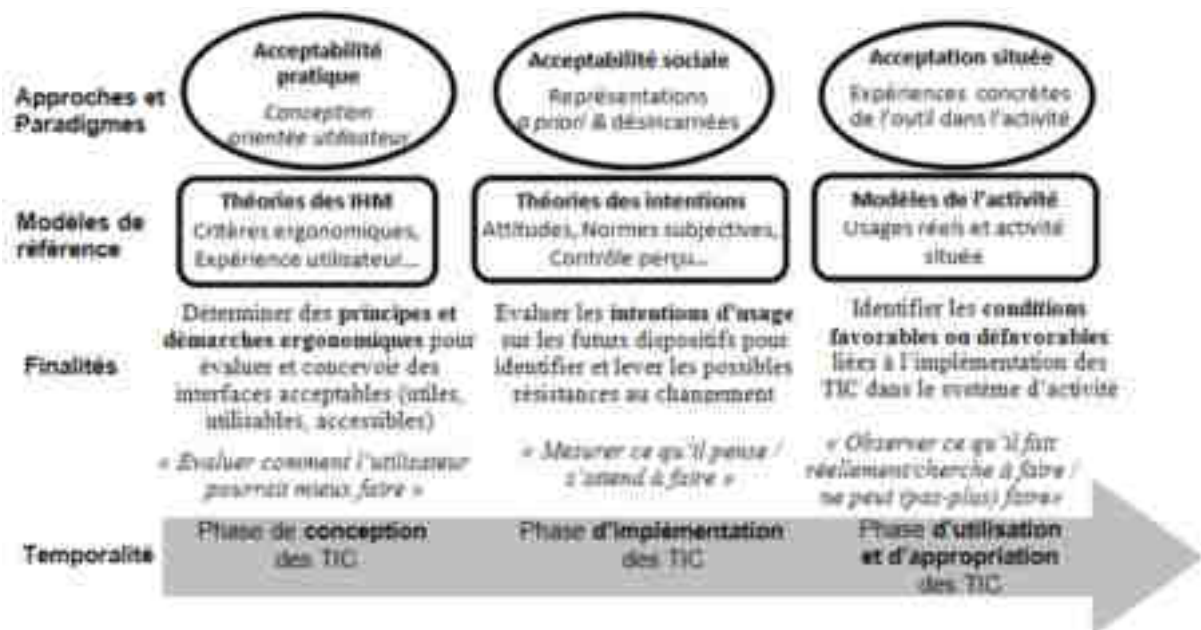 Approches et
Paradigmes
Acceptabilité
pratique
Conception
orientée utilisateur
Acceptabilité sociale
Représentations
a priori & désincarnées
Acceptation située
Expériences concrètes
de l'outil dans l'activité
Modèles de
référence
Théories des IHM
Critères ergonomiques,
Expérience utilisateur...
Théories des intentions
Attitudes, Normes subjectives,
Contrôle perçu...
Modèles de l'activité
Usages réels et activité
située
Finalités
Déterminer des principes et
démarches ergonomiques pour
évaluer et concevoir des
interfaces acceptables (utiles,
utilisables, accessibles)
Evaluer les intentions d'usage
sur les futurs dispositifs pour
identifier et lever les possibles
résistances au changement
Identifier les conditions
favorables ou défavorables
liées à l'implémentation des
TIC dans le système d'activité
« Evaluer comment l'utilisateur
pourrait mieux faire »
« Mesurer ce qu'il pense /
s'attend à faire »
« Observer ce qu'il fait
réellement/cherche à faire /
ne peut (pas-plus) faire»
Temporalité
Phase de conception
des TIC
Phase d'implémentation
des TIC
Phase d'utilisation
et d'appropriation
des TIC